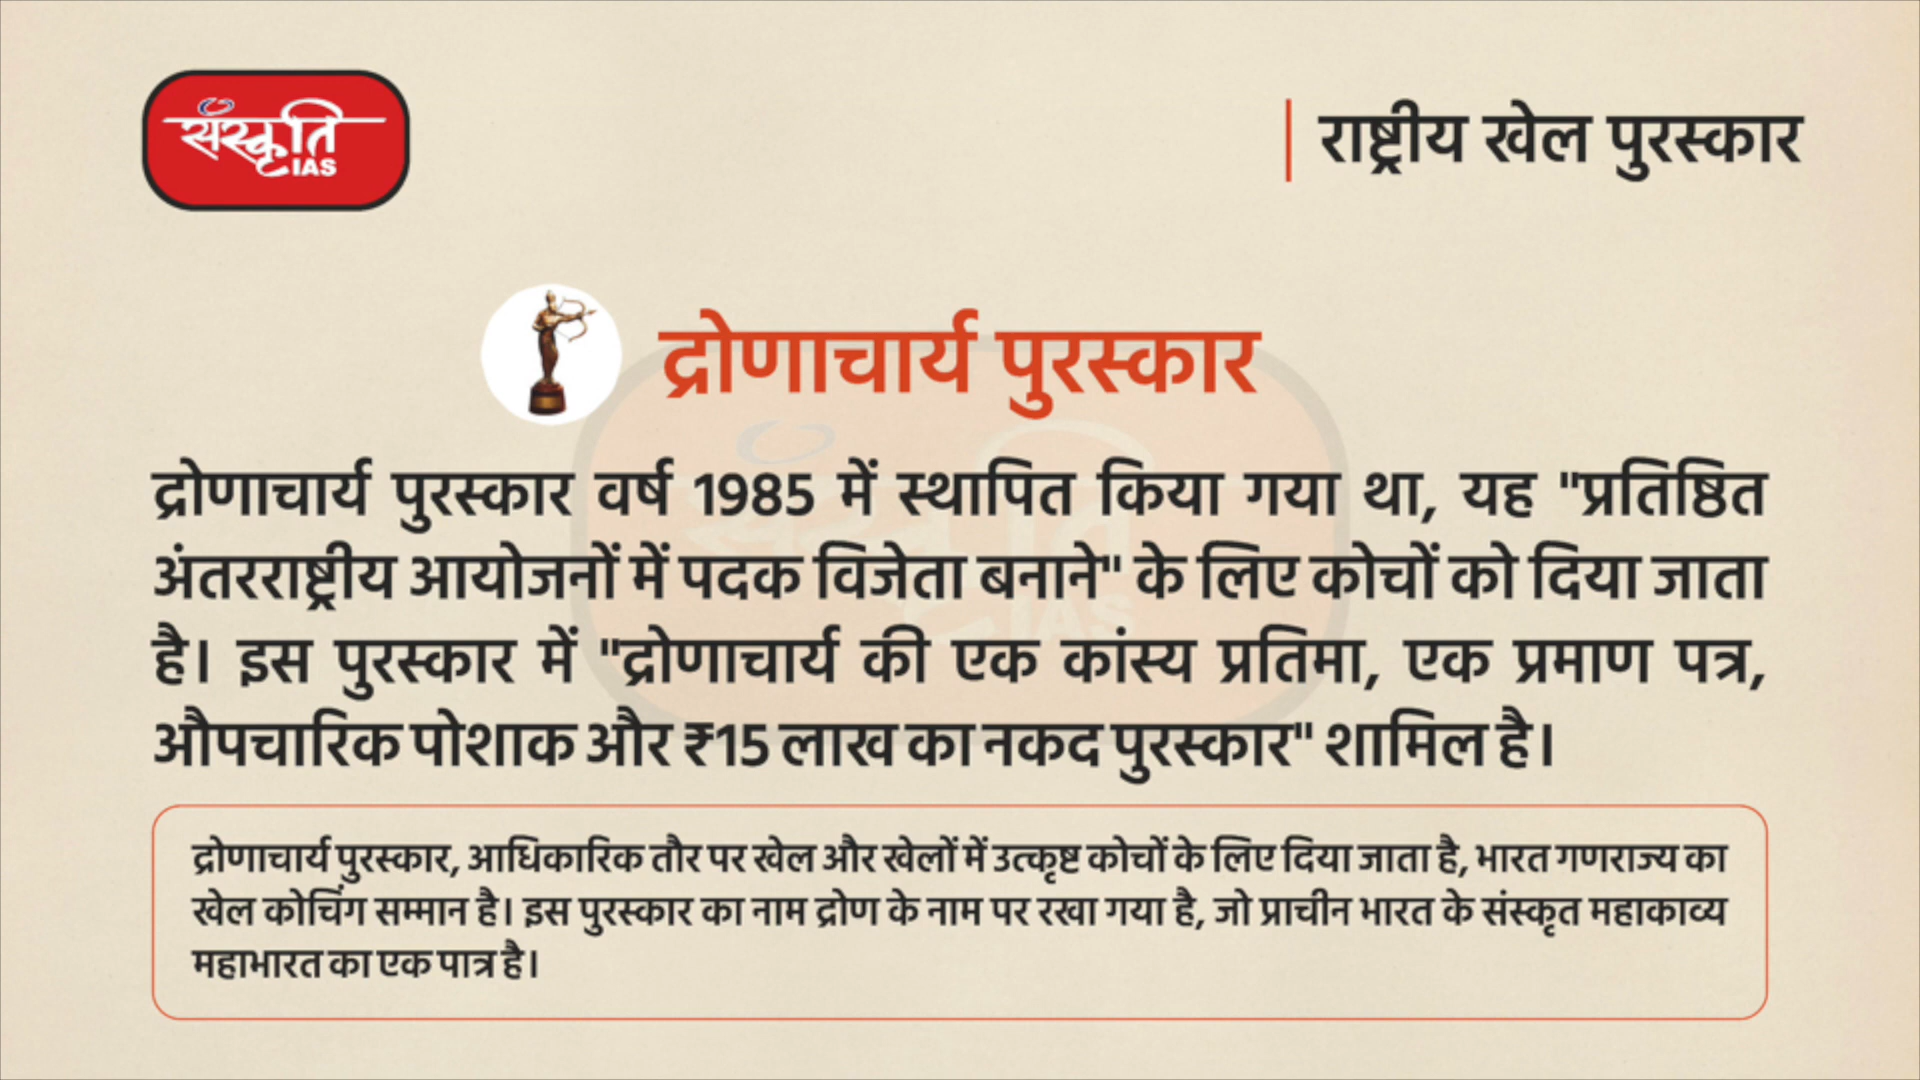 संस्कृति
IAS
राष्ट्रीय खेल पुरस्कार
द्रोणाचार्य पुरस्कार
द्रोणाचार्य पुरस्कार वर्ष 1985 में स्थापित किया गया था, यह "प्रतिष्ठित
अंतरराष्ट्रीय आयोजनों में पदक विजेता बनाने" के लिए कोचों को दिया जाता
है। इस पुरस्कार में "द्रोणाचार्य की एक कांस्य प्रतिमा, एक प्रमाण पत्र,
औपचारिक पोशाक और ₹15 लाख का नकद पुरस्कार" शामिल है।
द्रोणाचार्य पुरस्कार, आधिकारिक तौर पर खेल और खेलों में उत्कृष्ट कोचों के लिए दिया जाता है, भारत गणराज्य का
खेल कोचिंग सम्मान है। इस पुरस्कार का नाम द्रोण के नाम पर रखा गया है, जो प्राचीन भारत के संस्कृत महाकाव्य
महाभारत का एक पात्र है।